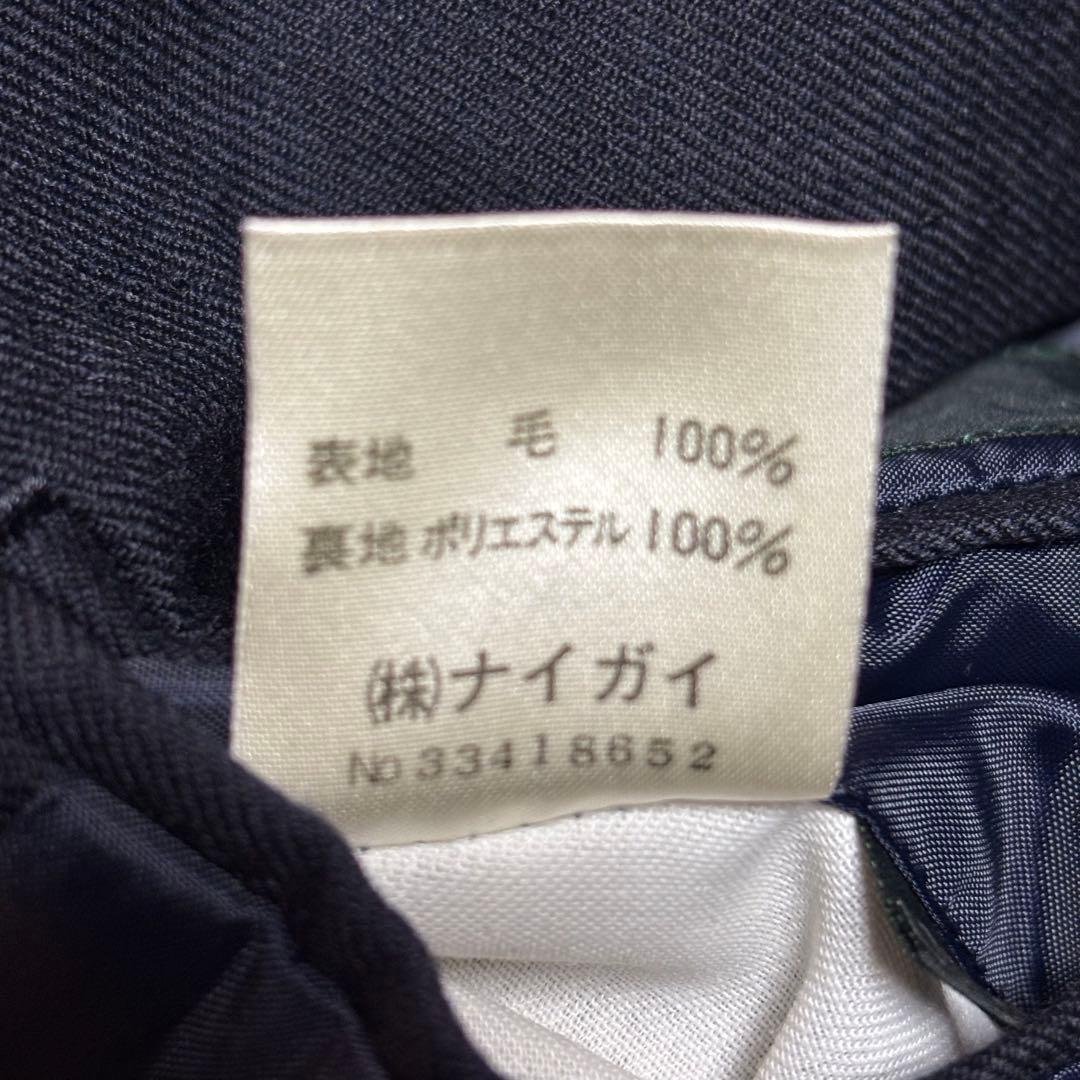 表地 毛 100%
裏地 ポリエステル 100%
(株)ナイガイ
No 33418652